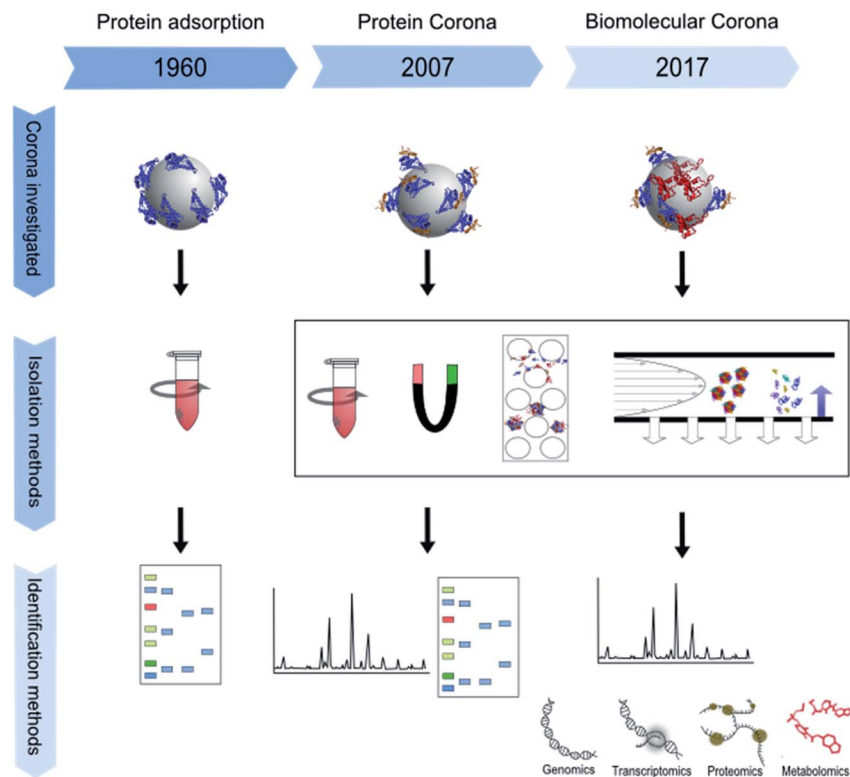 Protein adsorption
Protein Corona
Biomolecular Corona
1960
2007
2017
Corona investigated
Isolation methods
Identification methods
Genomics
Transcriptomics
Proteomics
Metabolomics